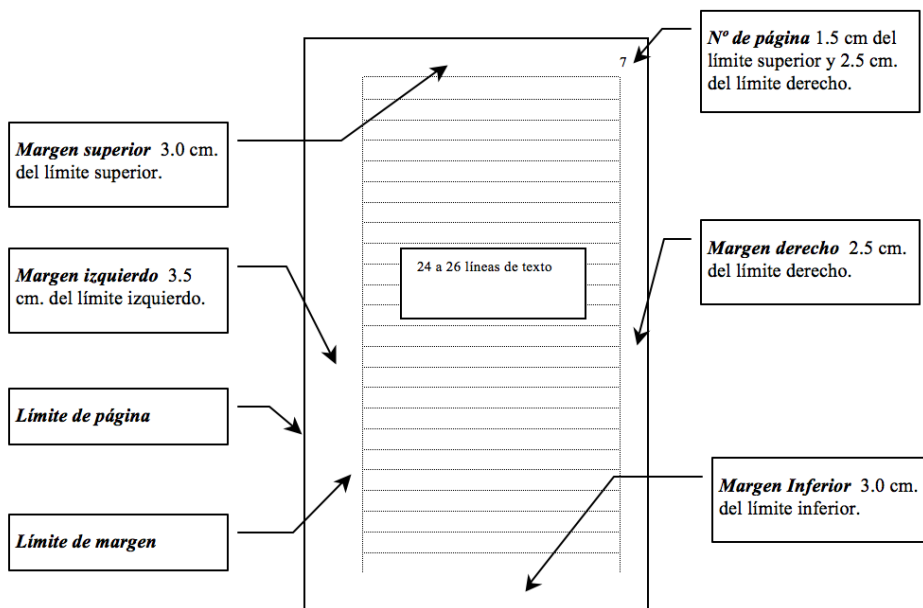 Nº de página 1.5 cm del
límite superior y 2.5 cm.
del límite derecho.
7
Margen superior 3.0 cm.
del límite superior.
Margen izquierdo 3.5
cm. del límite izquierdo.
24 a 26 líneas de texto
Margen derecho 2.5 cm.
del límite derecho.
Límite de página
Margen Inferior 3.0 cm.
del límite inferior.
Límite de margen